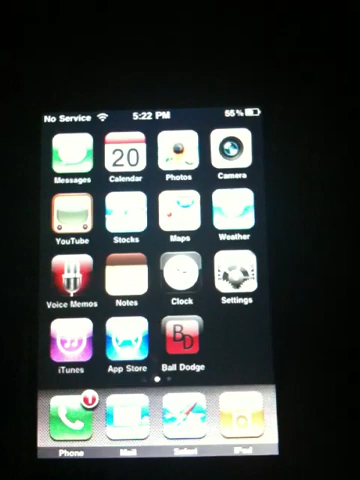 No Service 5:22 PM 55%
Messages Calendar Photos Camera
20
YouTube Stocks Maps Weather
Voice Memos Notes Clock Settings
BD
iTunes App Store Ball Dodge
Phone Mail Safari iPod